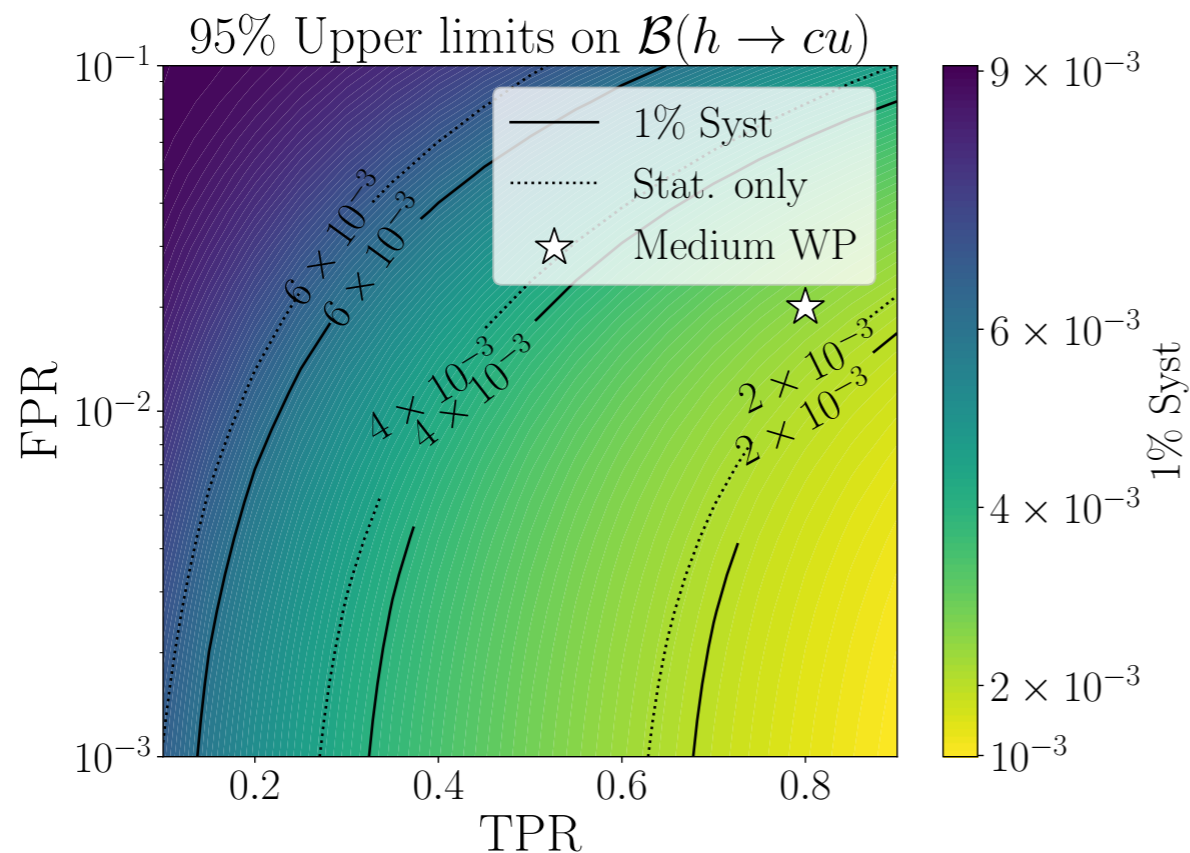 95% Upper limits on ℬ(h → cu)
10⁻¹
10⁻²
10⁻³
FPR
0.2 0.4 0.6 0.8
TPR
1% Syst
Stat. only
Medium WP
6 × 10⁻³
6 × 10⁻³
4 × 10⁻³
4 × 10⁻³
2 × 10⁻³
2 × 10⁻³
9 × 10⁻³
6 × 10⁻³
4 × 10⁻³
2 × 10⁻³
10⁻³
1% Syst